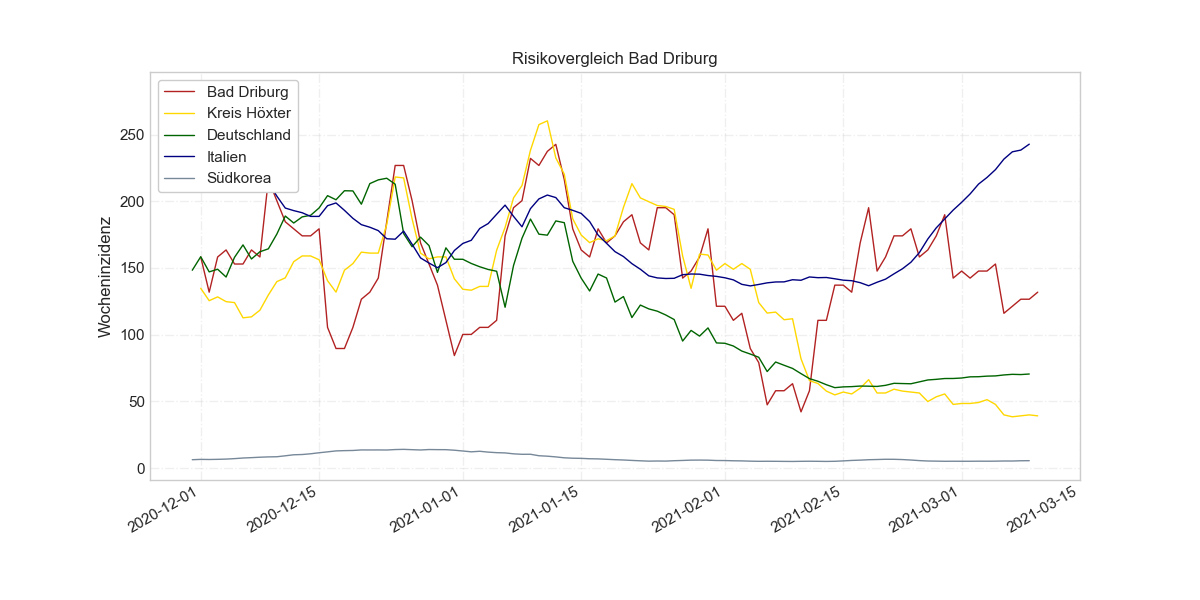 Risikovergleich Bad Driburg
Bad Driburg
Kreis Höxter
Deutschland
Italien
Südkorea
Wocheninzidenz
250
200
150
100
50
0
2020-12-01
2020-12-15
2021-01-01
2021-01-15
2021-02-01
2021-02-15
2021-03-01
2021-03-15